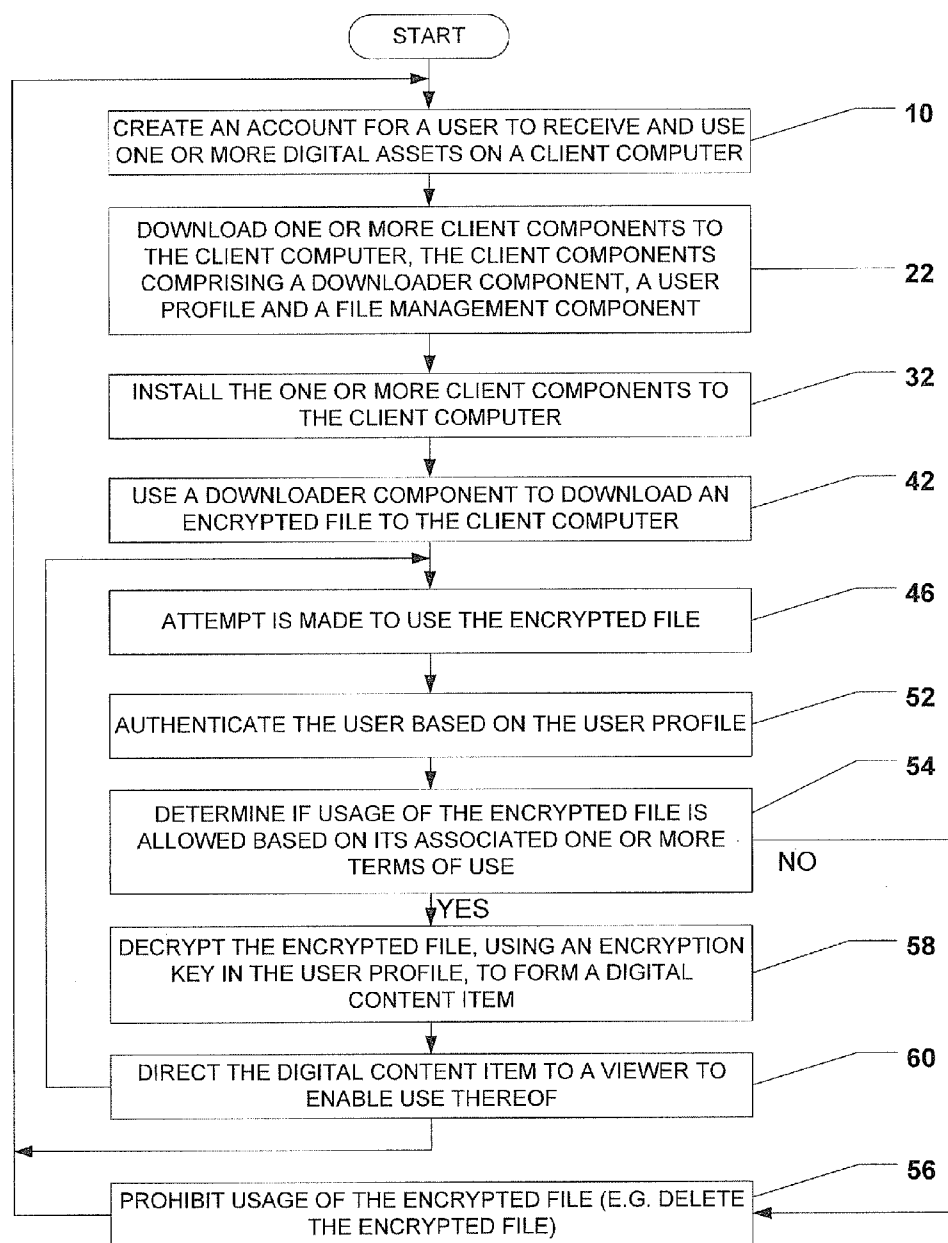 START
CREATE AN ACCOUNT FOR A USER TO RECEIVE AND USE
ONE OR MORE DIGITAL ASSETS ON A CLIENT COMPUTER
10
DOWNLOAD ONE OR MORE CLIENT COMPONENTS TO
THE CLIENT COMPUTER, THE CLIENT COMPONENTS
COMPRISING A DOWNLOADER COMPONENT, A USER
PROFILE AND A FILE MANAGEMENT COMPONENT
22
INSTALL THE ONE OR MORE CLIENT COMPONENTS TO
THE CLIENT COMPUTER
32
USE A DOWNLOADER COMPONENT TO DOWNLOAD AN
ENCRYPTED FILE TO THE CLIENT COMPUTER
42
ATTEMPT IS MADE TO USE THE ENCRYPTED FILE
46
AUTHENTICATE THE USER BASED ON THE USER PROFILE
52
DETERMINE IF USAGE OF THE ENCRYPTED FILE IS
ALLOWED BASED ON ITS ASSOCIATED ONE OR MORE
TERMS OF USE
54
NO
YES
DECRYPT THE ENCRYPTED FILE, USING AN ENCRYPTION
KEY IN THE USER PROFILE, TO FORM A DIGITAL
CONTENT ITEM
58
DIRECT THE DIGITAL CONTENT ITEM TO A VIEWER TO
ENABLE USE THEREOF
60
PROHIBIT USAGE OF THE ENCRYPTED FILE (E.G. DELETE
THE ENCRYPTED FILE)
56